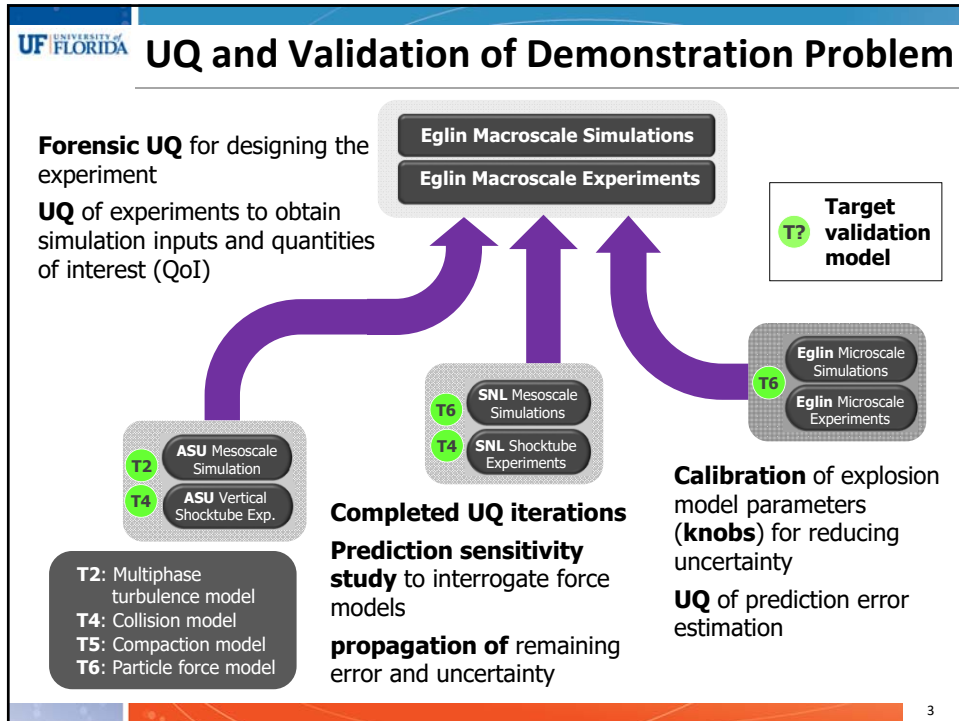 UF UNIVERSITY of
FLORIDA
UQ and Validation of Demonstration Problem
Forensic UQ for designing the
experiment
UQ of experiments to obtain
simulation inputs and quantities
of interest (QoI)
Eglin Macroscale Simulations
Eglin Macroscale Experiments
T?
Target
validation
model
T2
T4
ASU Mesoscale
Simulation
ASU Vertical
Shocktube Exp.
T6
T4
SNL Mesoscale
Simulations
SNL Shocktube
Experiments
T6
Eglin Microscale
Simulations
Eglin Microscale
Experiments
T2: Multiphase
turbulence model
T4: Collision model
T5: Compaction model
T6: Particle force model
Completed UQ iterations
Prediction sensitivity
study to interrogate force
models
propagation of remaining
error and uncertainty
Calibration of explosion
model parameters
(knobs) for reducing
uncertainty
UQ of prediction error
estimation
3